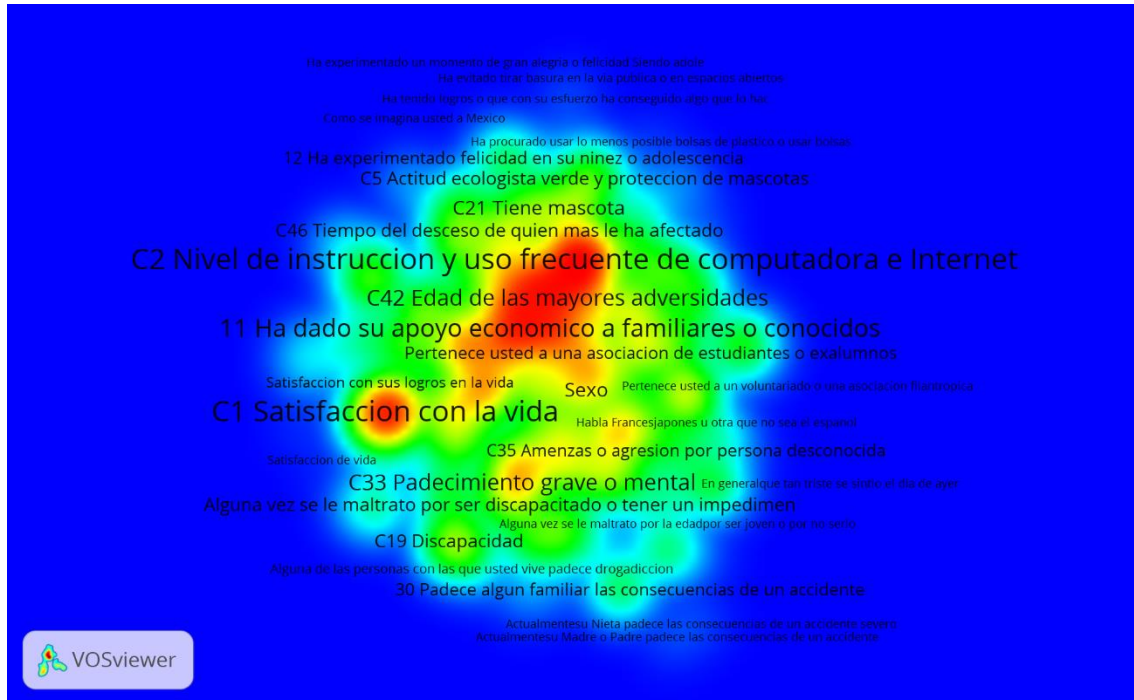 Ha experimentado un momento de gran alegria o felicidad Siendo adole
Ha evitado tirar basura en la via publica o en espacios abiertos
Ha tenido logros o que con su esfuerzo ha conseguido algo que lo hac
Como se imagina usted a Mexico
Ha procurado usar lo menos posible bolsas de plastico o usar bolsas
12 Ha experimentado felicidad en su ninez o adolescencia
C5 Actitud ecologista verde y proteccion de mascotas
C21 Tiene mascota
C46 Tiempo del desceso de quien mas le ha afectado
C2 Nivel de instruccion y uso frecuente de computadora e Internet
C42 Edad de las mayores adversidades
11 Ha dado su apoyo economico a familiares o conocidos
Pertenece usted a una asociacion de estudiantes o exalumnos
Satisfaccion con sus logros en la vida
Sexo
Pertenece usted a un voluntariado o una asociacion filantropica
C1 Satisfaccion con la vida
Habla Francesjapones u otra que no sea el espanol
C35 Amenzas o agresion por persona desconocida
Satisfaccion de vida
C33 Padecimiento grave o mental
En generalque tan triste se sintio el dia de ayer
Alguna vez se le maltrato por ser discapacitado o tener un impedimen
Alguna vez se le maltrato por la edadpor ser joven o por no serlo
C19 Discapacidad
Alguna de las personas con las que usted vive padece drogadiccion
30 Padece algun familiar las consecuencias de un accidente
Actualmentesu Nieta padece las consecuencias de un accidente severo
Actualmentesu Madre o Padre padece las consecuencias de un accidente
VOSviewer